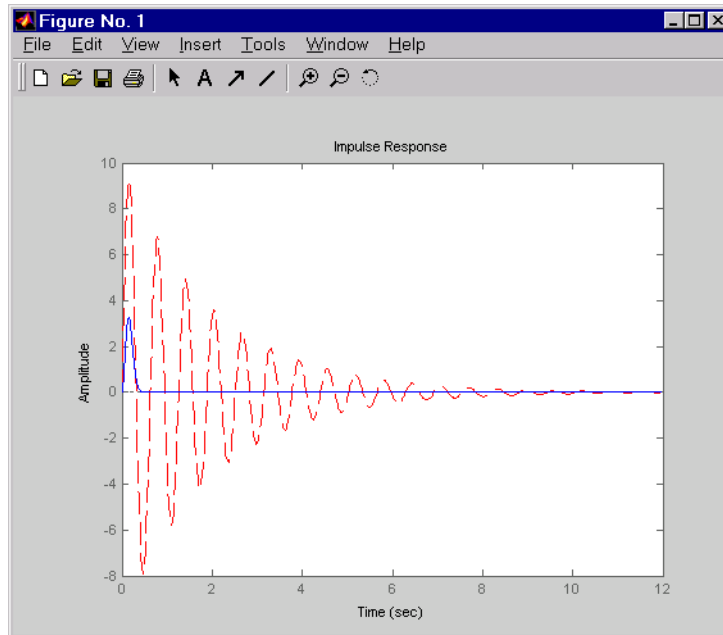 Figure No. 1
File Edit View Insert Tools Window Help
A
Impulse Response
10
8
6
4
2
0
-2
-4
-6
-8
Amplitude
0 2 4 6 8 10 12
Time (sec)